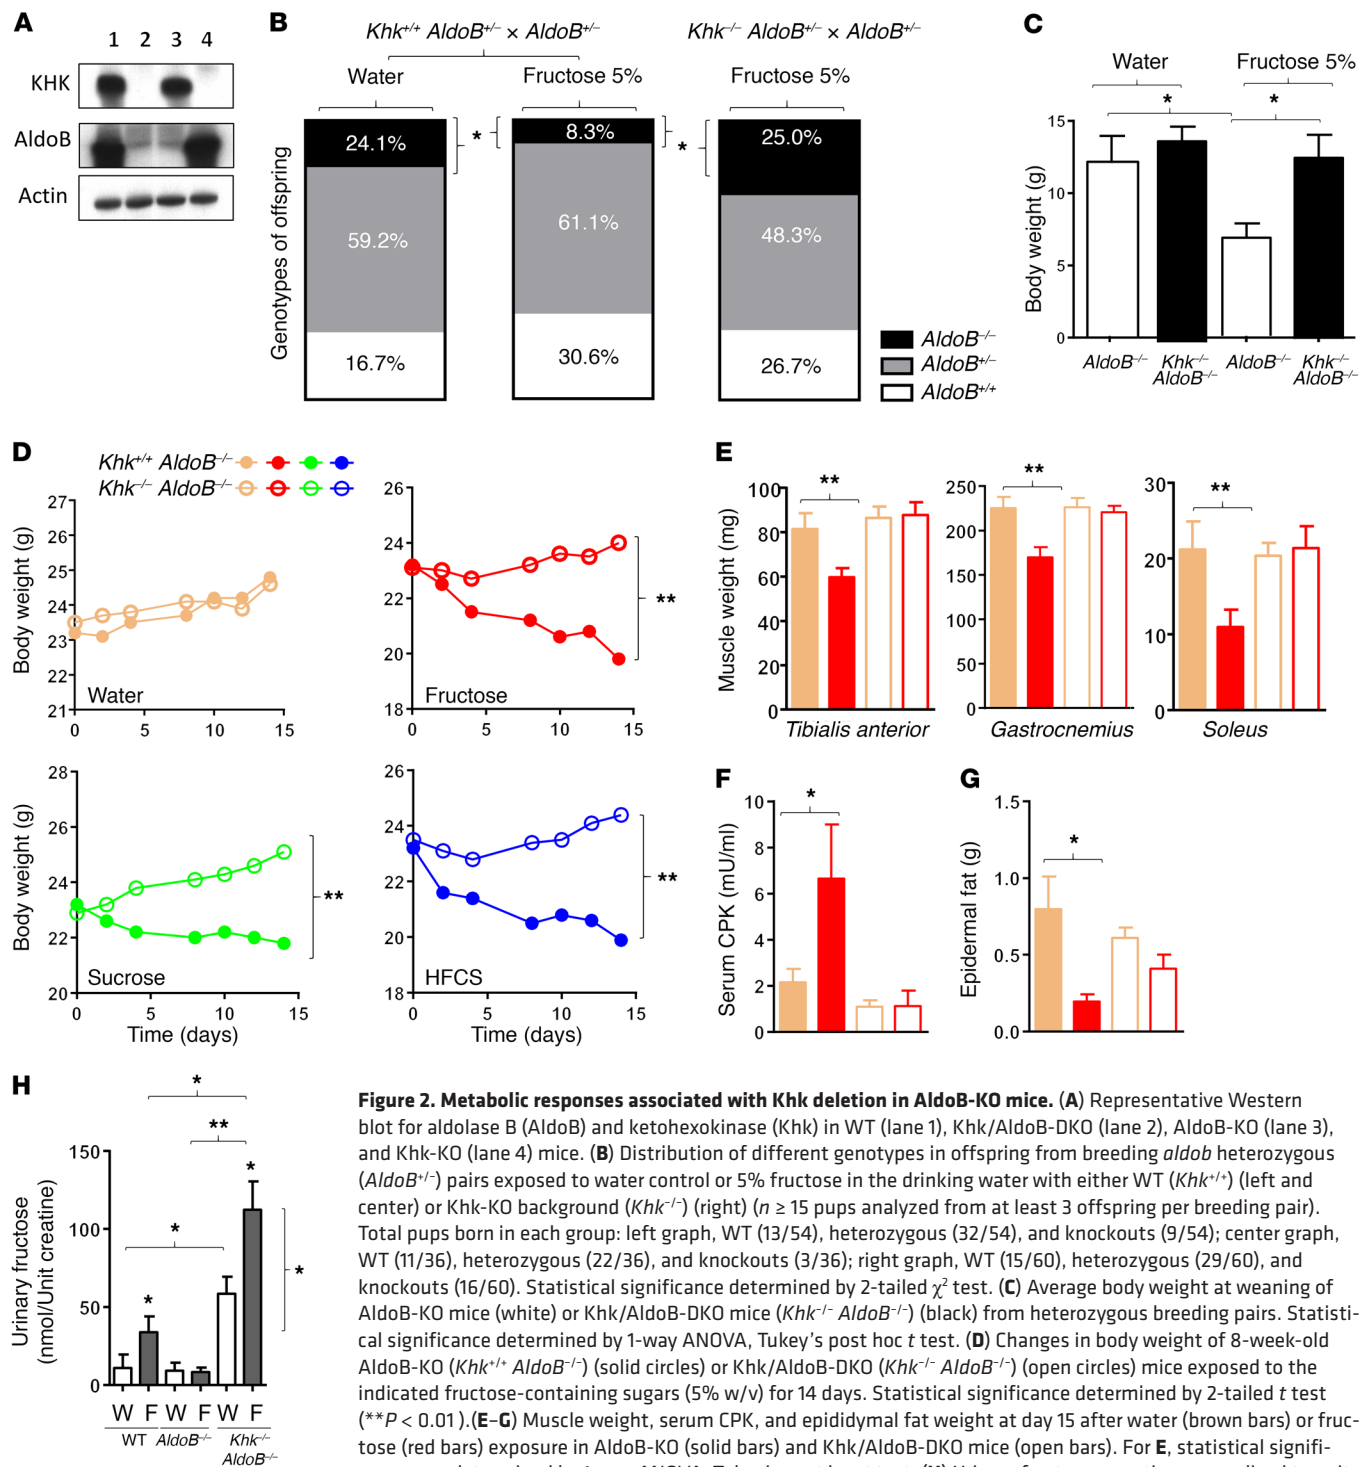 A
1 2 3 4
KHK
AldoB
Actin
B
Khk+/+ AldoB+/– × AldoB+/–
Khk–/– AldoB+/– × AldoB+/–
Water
Fructose 5%
Fructose 5%
Genotypes of offspring
24.1%
59.2%
16.7%
*
8.3%
61.1%
30.6%
*
25.0%
48.3%
26.7%
AldoB–/–
AldoB+/–
AldoB+/+
C
Water
Fructose 5%
* *
Body weight (g)
15
10
5
0
AldoB–/–
Khk–/–
AldoB–/–
AldoB–/–
Khk–/–
AldoB–/–
D
Khk+/+ AldoB–/–
Khk–/– AldoB–/–
Body weight (g)
27
26
25
24
23
22
21
Water
0 5 10 15
26
24
22
20
18
Fructose
**
0 5 10 15
Body weight (g)
28
26
24
22
20
Sucrose
**
0 5 10 15
Time (days)
26
24
22
20
18
HFCS
**
0 5 10 15
Time (days)
E
Muscle weight (mg)
100
80
60
40
20
0
**
Tibialis anterior
250
200
150
100
50
0
**
Gastrocnemius
30
20
10
0
**
Soleus
F
Serum CPK (mU/ml)
10
8
6
4
2
0
*
G
Epidermal fat (g)
1.5
1.0
0.5
0.0
*
H
Urinary fructose
(nmol/Unit creatine)
150
100
50
0
*
**
*
*
*
*
W F W F W F
WT AldoB–/– Khk–/–
AldoB–/–
Figure 2. Metabolic responses associated with Khk deletion in AldoB-KO mice. (A) Representative Western
blot for aldolase B (AldoB) and ketohexokinase (Khk) in WT (lane 1), Khk/AldoB-DKO (lane 2), AldoB-KO (lane 3),
and Khk-KO (lane 4) mice. (B) Distribution of different genotypes in offspring from breeding aldob heterozygous
(AldoB+/–) pairs exposed to water control or 5% fructose in the drinking water with either WT (Khk+/+) (left and
center) or Khk-KO background (Khk–/–) (right) (n ≥ 15 pups analyzed from at least 3 offspring per breeding pair).
Total pups born in each group: left graph, WT (13/54), heterozygous (32/54), and knockouts (9/54); center graph,
WT (11/36), heterozygous (22/36), and knockouts (3/36); right graph, WT (15/60), heterozygous (29/60), and
knockouts (16/60). Statistical significance determined by 2-tailed χ2 test. (C) Average body weight at weaning of
AldoB-KO mice (white) or Khk/AldoB-DKO mice (Khk–/– AldoB–/–) (black) from heterozygous breeding pairs. Statisti-
cal significance determined by 1-way ANOVA, Tukey's post hoc t test. (D) Changes in body weight of 8-week-old
AldoB-KO (Khk+/+ AldoB–/–) (solid circles) or Khk/AldoB-DKO (Khk–/– AldoB–/–) (open circles) mice exposed to the
indicated fructose-containing sugars (5% w/v) for 14 days. Statistical significance determined by 2-tailed t test
(**P < 0.01).(E–G) Muscle weight, serum CPK, and epididymal fat weight at day 15 after water (brown bars) or fruc-
tose (red bars) exposure in AldoB-KO (solid bars) and Khk/AldoB-DKO mice (open bars). For E, statistical signifi-